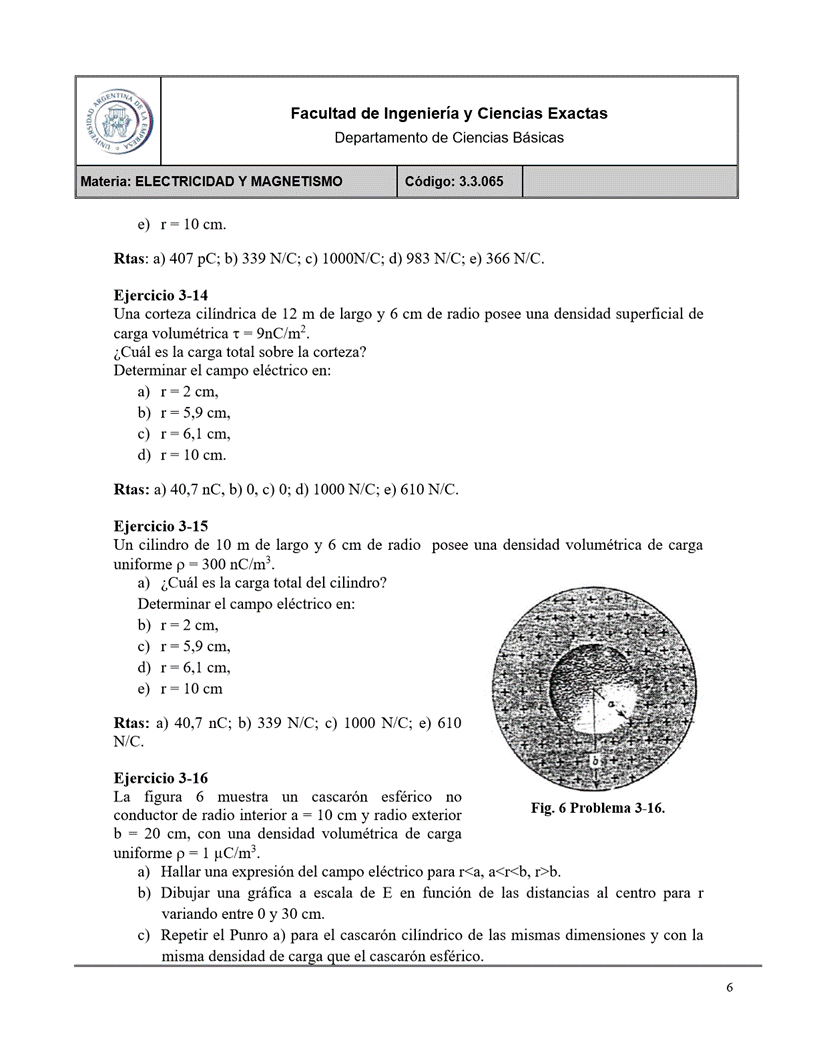 UNIVERSIDAD ARGENTINA DE LA EMPRESA
Facultad de Ingeniería y Ciencias Exactas
Departamento de Ciencias Básicas
Materia: ELECTRICIDAD Y MAGNETISMO
Código: 3.3.065
e) r = 10 cm.
Rtas: a) 407 pC; b) 339 N/C; c) 1000N/C; d) 983 N/C; e) 366 N/C.
Ejercicio 3-14
Una corteza cilíndrica de 12 m de largo y 6 cm de radio posee una densidad superficial de
carga volumétrica τ = 9nC/m².
¿Cuál es la carga total sobre la corteza?
Determinar el campo eléctrico en:
a) r = 2 cm,
b) r = 5,9 cm,
c) r = 6,1 cm,
d) r = 10 cm.
Rtas: a) 40,7 nC, b) 0, c) 0; d) 1000 N/C; e) 610 N/C.
Ejercicio 3-15
Un cilindro de 10 m de largo y 6 cm de radio posee una densidad volumétrica de carga
uniforme ρ = 300 nC/m³.
a) ¿Cuál es la carga total del cilindro?
Determinar el campo eléctrico en:
b) r = 2 cm,
c) r = 5,9 cm,
d) r = 6,1 cm,
e) r = 10 cm
Rtas: a) 40,7 nC; b) 339 N/C; c) 1000 N/C; e) 610
N/C.
a
b
Fig. 6 Problema 3-16.
Ejercicio 3-16
La figura 6 muestra un cascarón esférico no
conductor de radio interior a = 10 cm y radio exterior
b = 20 cm, con una densidad volumétrica de carga
uniforme ρ = 1 µC/m³.
a) Hallar una expresión del campo eléctrico para r<a, a<r<b, r>b.
b) Dibujar una gráfica a escala de E en función de las distancias al centro para r
variando entre 0 y 30 cm.
c) Repetir el Punro a) para el cascarón cilíndrico de las mismas dimensiones y con la
misma densidad de carga que el cascarón esférico.
6